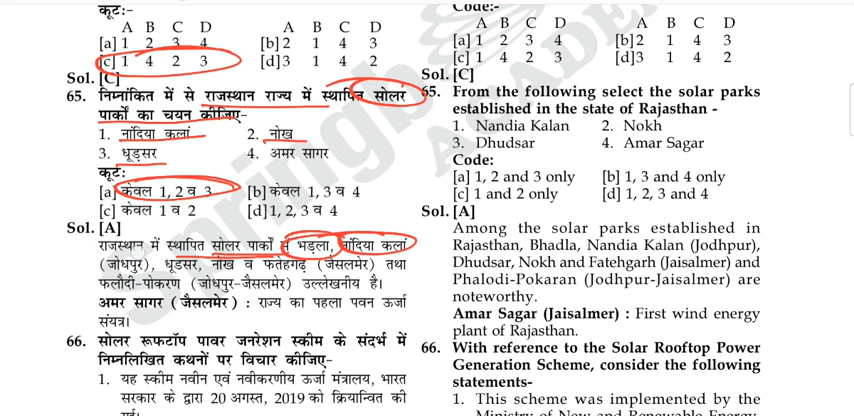 कूटः-
A B C D
A B C D
[a] 1 2 3 4
[b] 2 1 4 3
[c] 1 4 2 3
[d] 3 1 4 2
Sol. [C]
65. निम्नांकित में से राजस्थान राज्य में स्थापित सोलर
पार्कों का चयन कीजिए-
1. नांदिया कलां
2. नोख
3. धूड़सर
4. अमर सागर
कूटः
[a] केवल 1, 2 व 3
[b] केवल 1, 3 व 4
[c] केवल 1 व 2
[d] 1, 2, 3 व 4
Sol. [A]
राजस्थान में स्थापित सोलर पार्कों में भड़ला, नांदिया कलां
(जोधपुर), धूडसर, नोख व फतेहगढ़ (जैसलमेर) तथा
फलौदी-पोकरण (जोधपुर-जैसलमेर) उल्लेखनीय है।
अमर सागर (जैसलमेर) : राज्य का पहला पवन ऊर्जा
संयत्र।
66. सोलर रूफटॉप पावर जनरेशन स्कीम के संदर्भ में
निम्नलिखित कथनों पर विचार कीजिए-
1. यह स्कीम नवीन एवं नवीकरणीय ऊर्जा मंत्रालय, भारत
सरकार के द्वारा 20 अगस्त, 2019 को क्रियान्वित की
गई।
Code:-
A B C D
A B C D
[a] 1 2 3 4
[b] 2 1 4 3
[c] 1 4 2 3
[d] 3 1 4 2
Sol. [C]
65. From the following select the solar parks
established in the state of Rajasthan -
1. Nandia Kalan
2. Nokh
3. Dhudsar
4. Amar Sagar
Code:
[a] 1, 2 and 3 only
[b] 1, 3 and 4 only
[c] 1 and 2 only
[d] 1, 2, 3 and 4
Sol. [A]
Among the solar parks established in
Rajasthan, Bhadla, Nandia Kalan (Jodhpur),
Dhudsar, Nokh and Fatehgarh (Jaisalmer) and
Phalodi-Pokaran (Jodhpur-Jaisalmer) are
noteworthy.
Amar Sagar (Jaisalmer) : First wind energy
plant of Rajasthan.
66. With reference to the Solar Rooftop Power
Generation Scheme, consider the following
statements-
1. This scheme was implemented by the
Ministry of New and Renewable Energy,